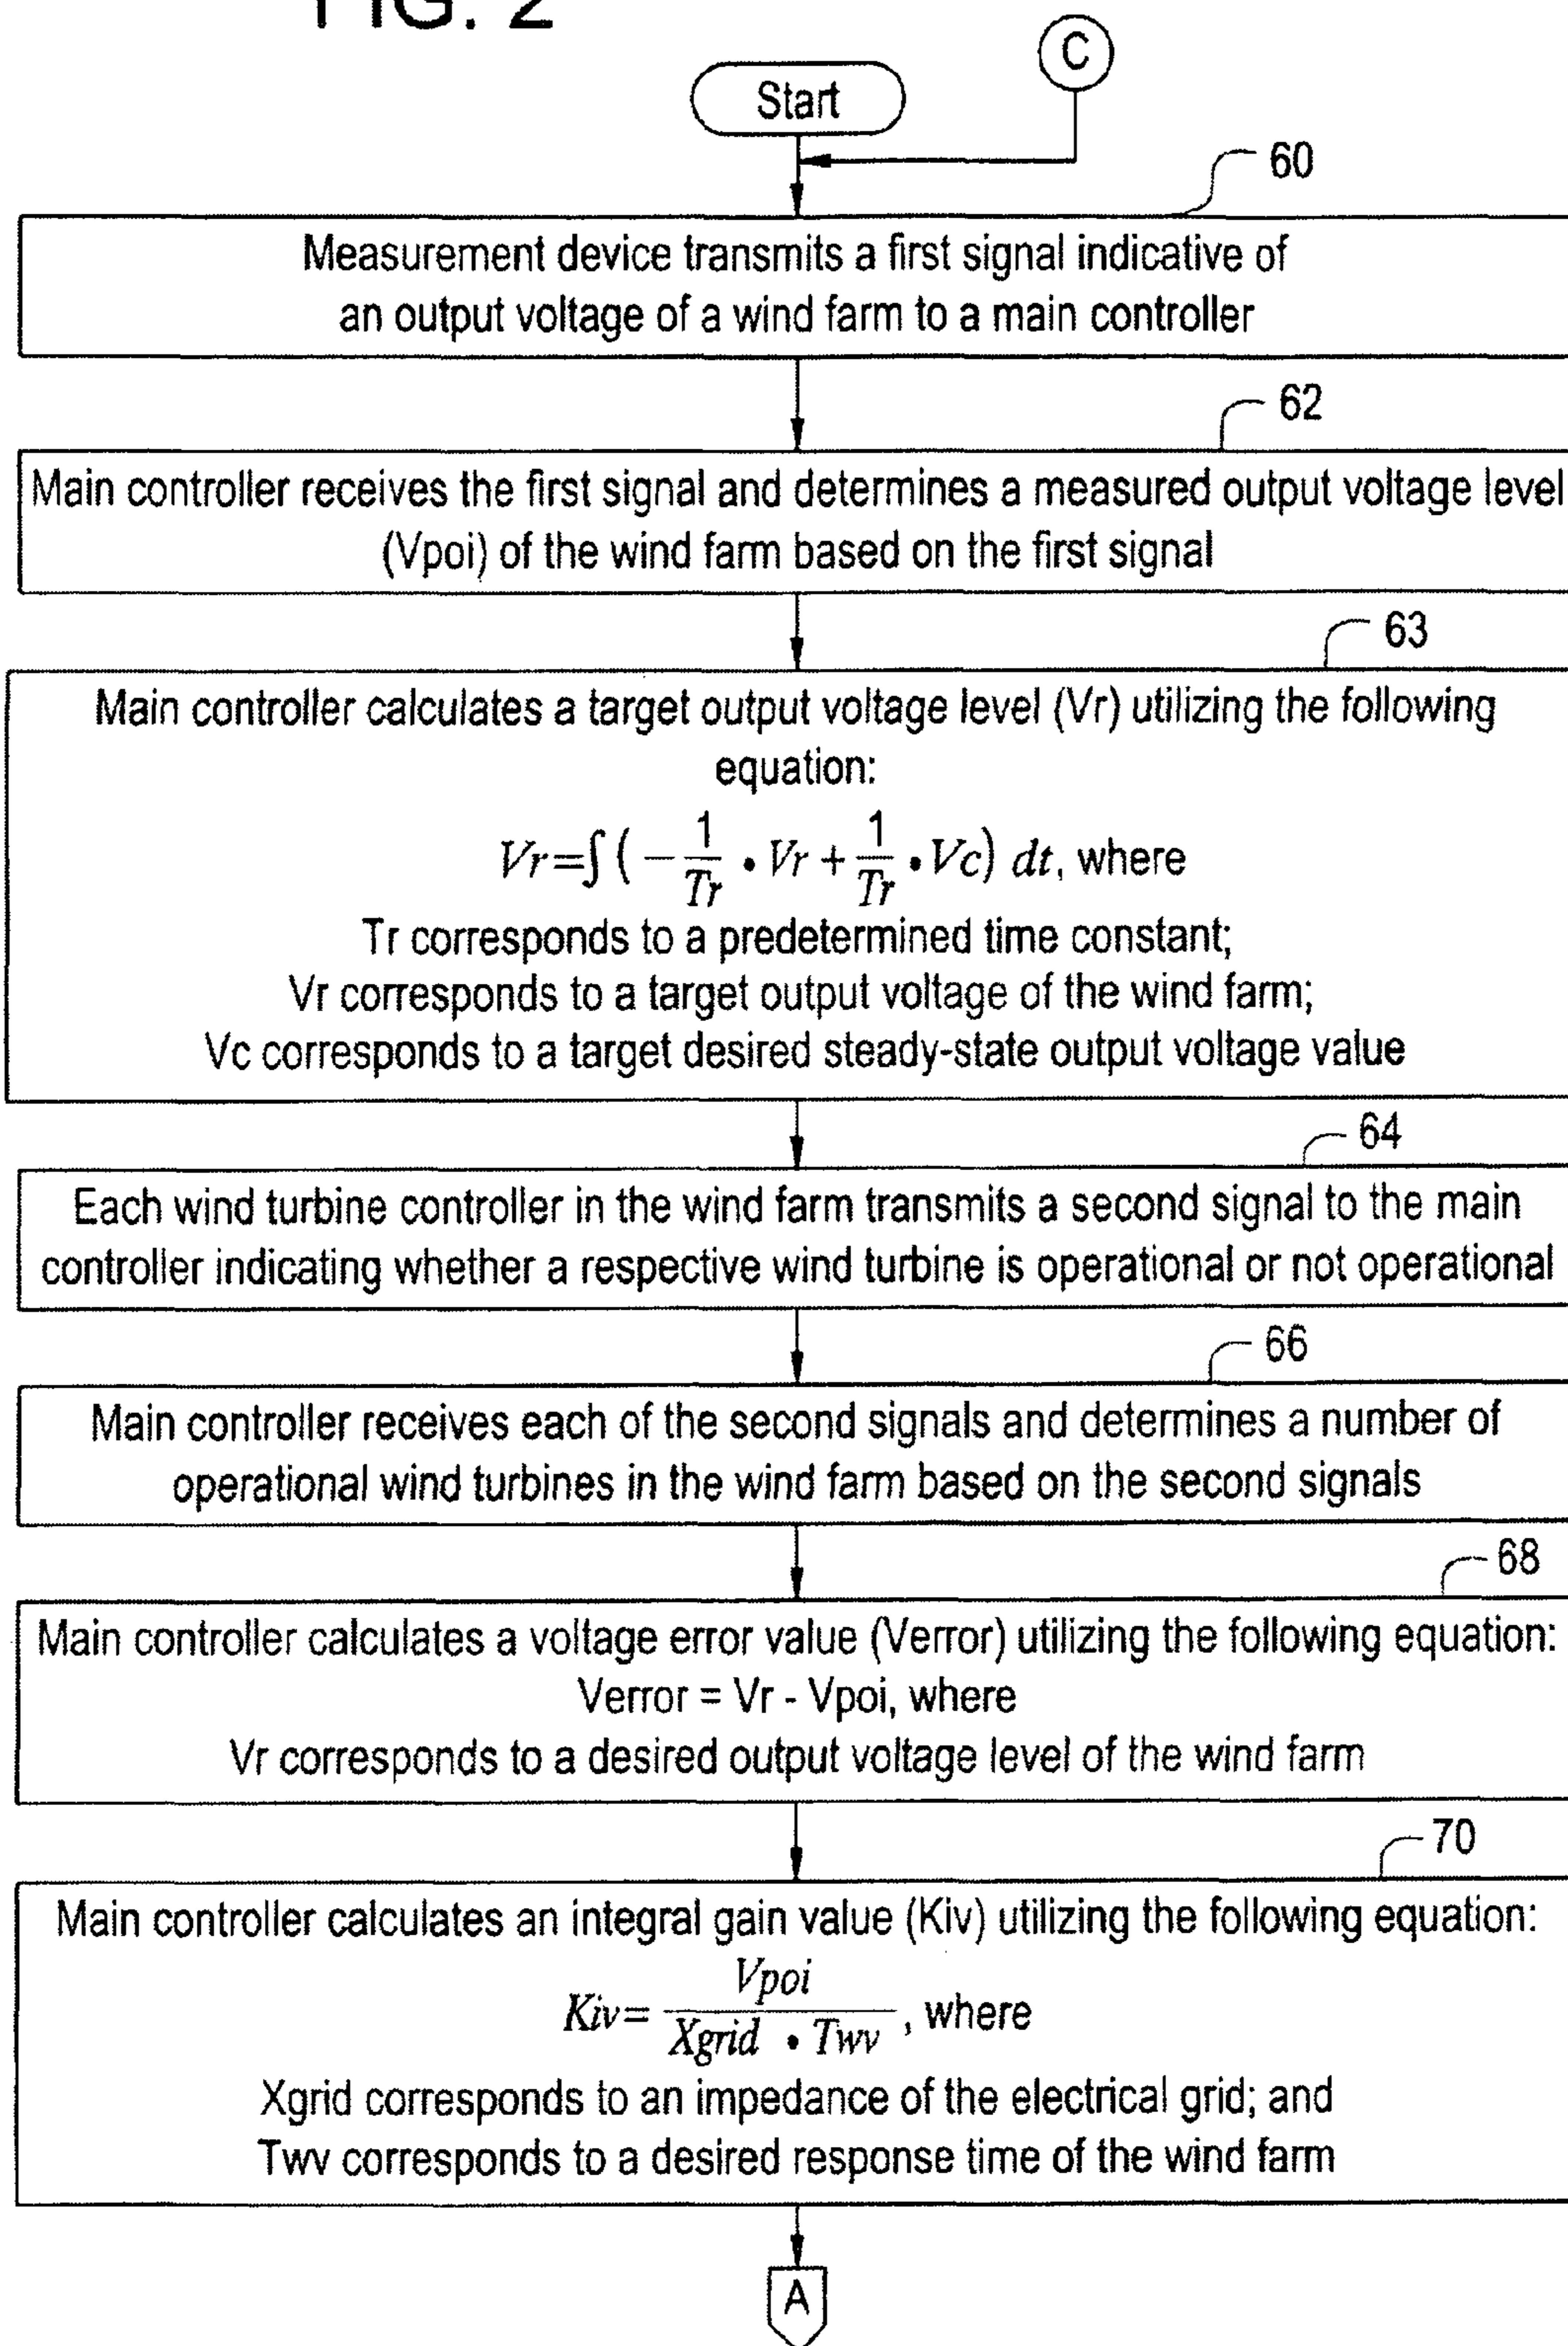 FIG. 2
C
Start
60
Measurement device transmits a first signal indicative of
an output voltage of a wind farm to a main controller
62
Main controller receives the first signal and determines a measured output voltage level
(Vpoi) of the wind farm based on the first signal
63
Main controller calculates a target output voltage level (Vr) utilizing the following
equation:
Vr=∫(−1/Tr • Vr + 1/Tr • Vc) dt, where
Tr corresponds to a predetermined time constant;
Vr corresponds to a target output voltage of the wind farm;
Vc corresponds to a target desired steady-state output voltage value
64
Each wind turbine controller in the wind farm transmits a second signal to the main
controller indicating whether a respective wind turbine is operational or not operational
66
Main controller receives each of the second signals and determines a number of
operational wind turbines in the wind farm based on the second signals
68
Main controller calculates a voltage error value (Verror) utilizing the following equation:
Verror = Vr - Vpoi, where
Vr corresponds to a desired output voltage level of the wind farm
70
Main controller calculates an integral gain value (Kiv) utilizing the following equation:
Kiv= Vpoi/(Xgrid • Twv), where
Xgrid corresponds to an impedance of the electrical grid; and
Twv corresponds to a desired response time of the wind farm
A